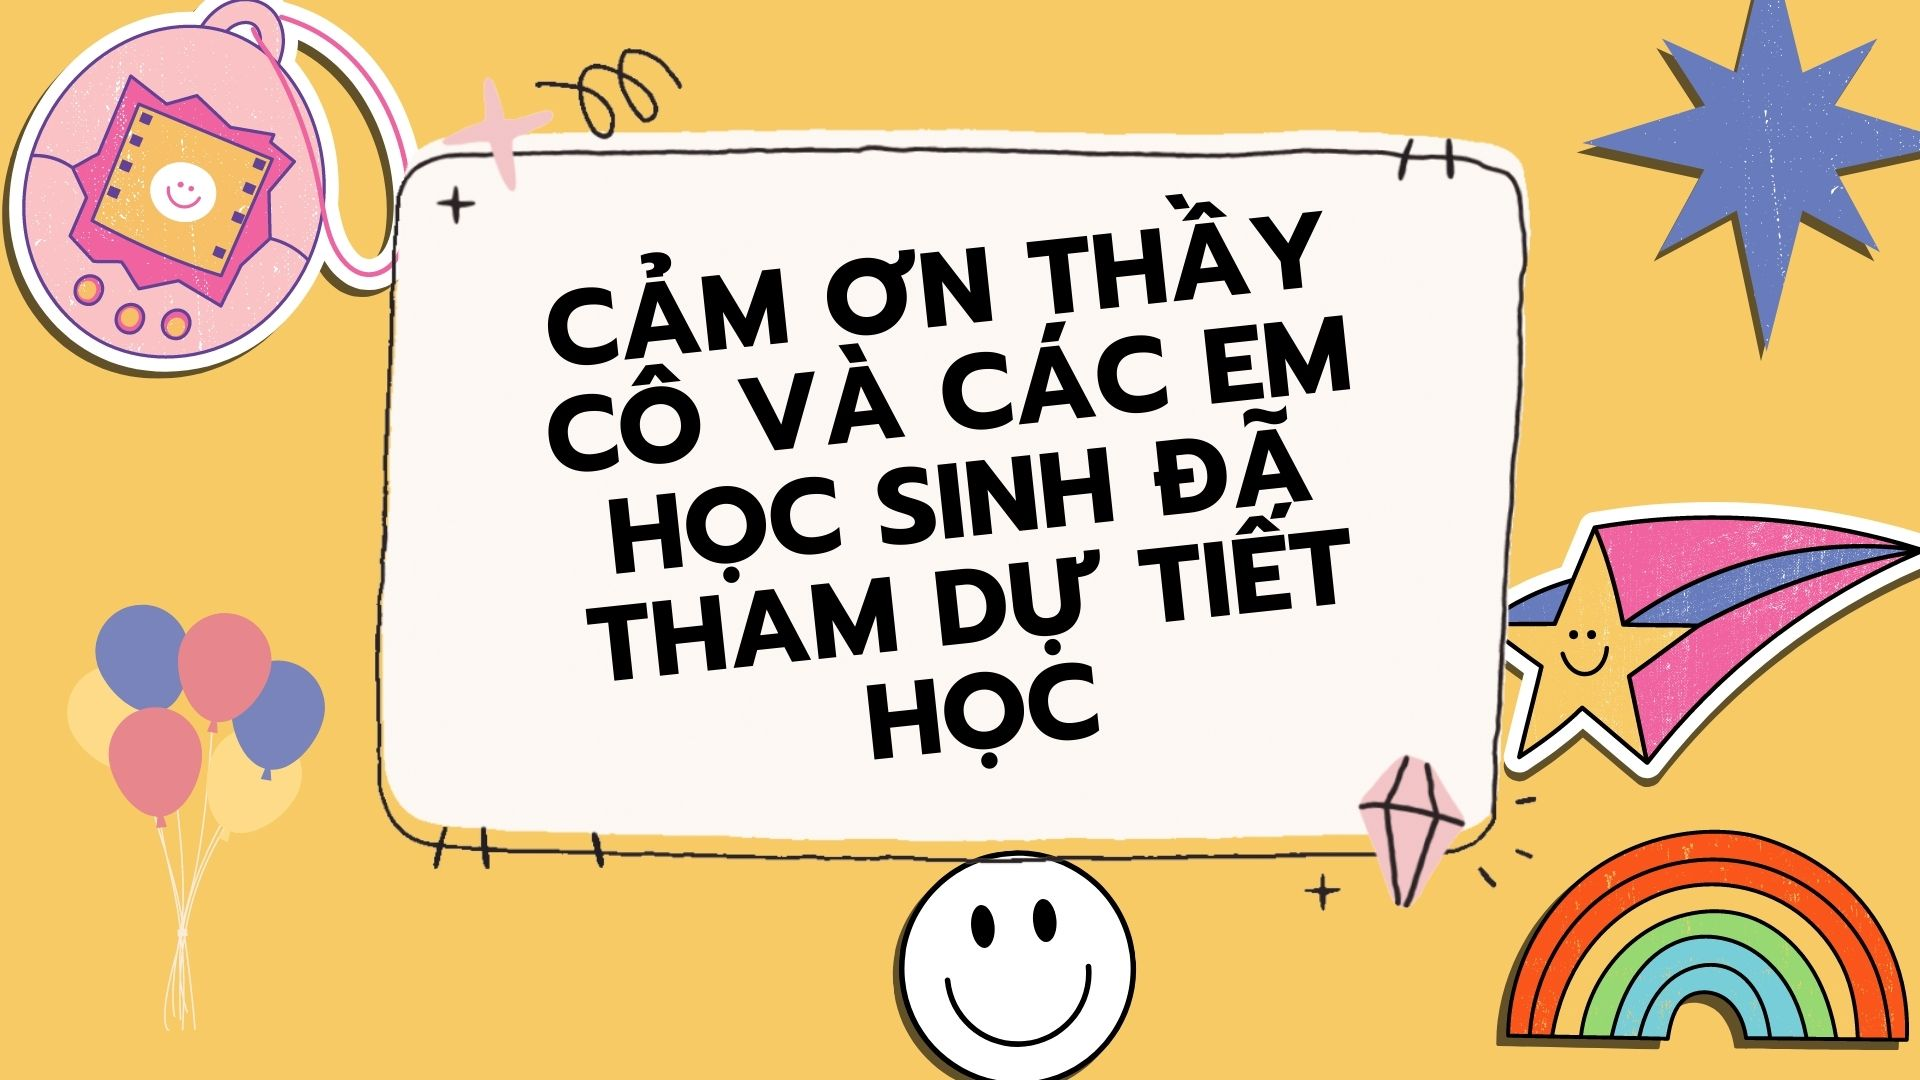 CẢM ƠN THẦY
CÔ VÀ CÁC EM
HỌC SINH ĐÃ
THAM DỰ TIẾT
HỌC